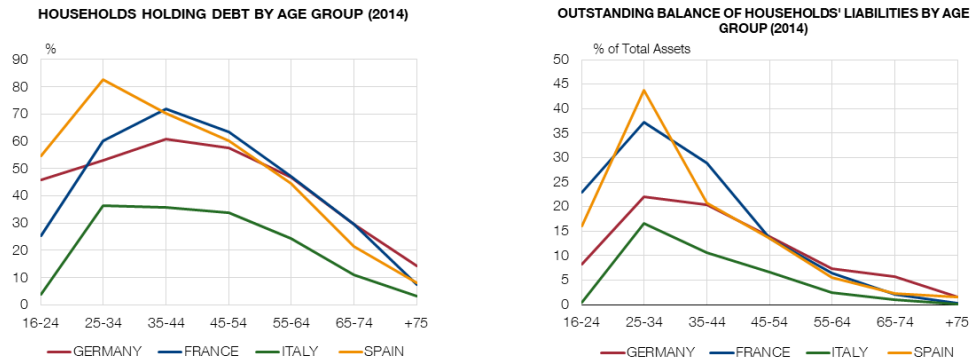 HOUSEHOLDS HOLDING DEBT BY AGE GROUP (2014)
%
90
80
70
60
50
40
30
20
10
0
16-24 25-34 35-44 45-54 55-64 65-74 +75
GERMANY FRANCE ITALY SPAIN
OUTSTANDING BALANCE OF HOUSEHOLDS' LIABILITIES BY AGE
GROUP (2014)
% of Total Assets
50
45
40
35
30
25
20
15
10
5
0
16-24 25-34 35-44 45-54 55-64 65-74 +75
GERMANY FRANCE ITALY SPAIN